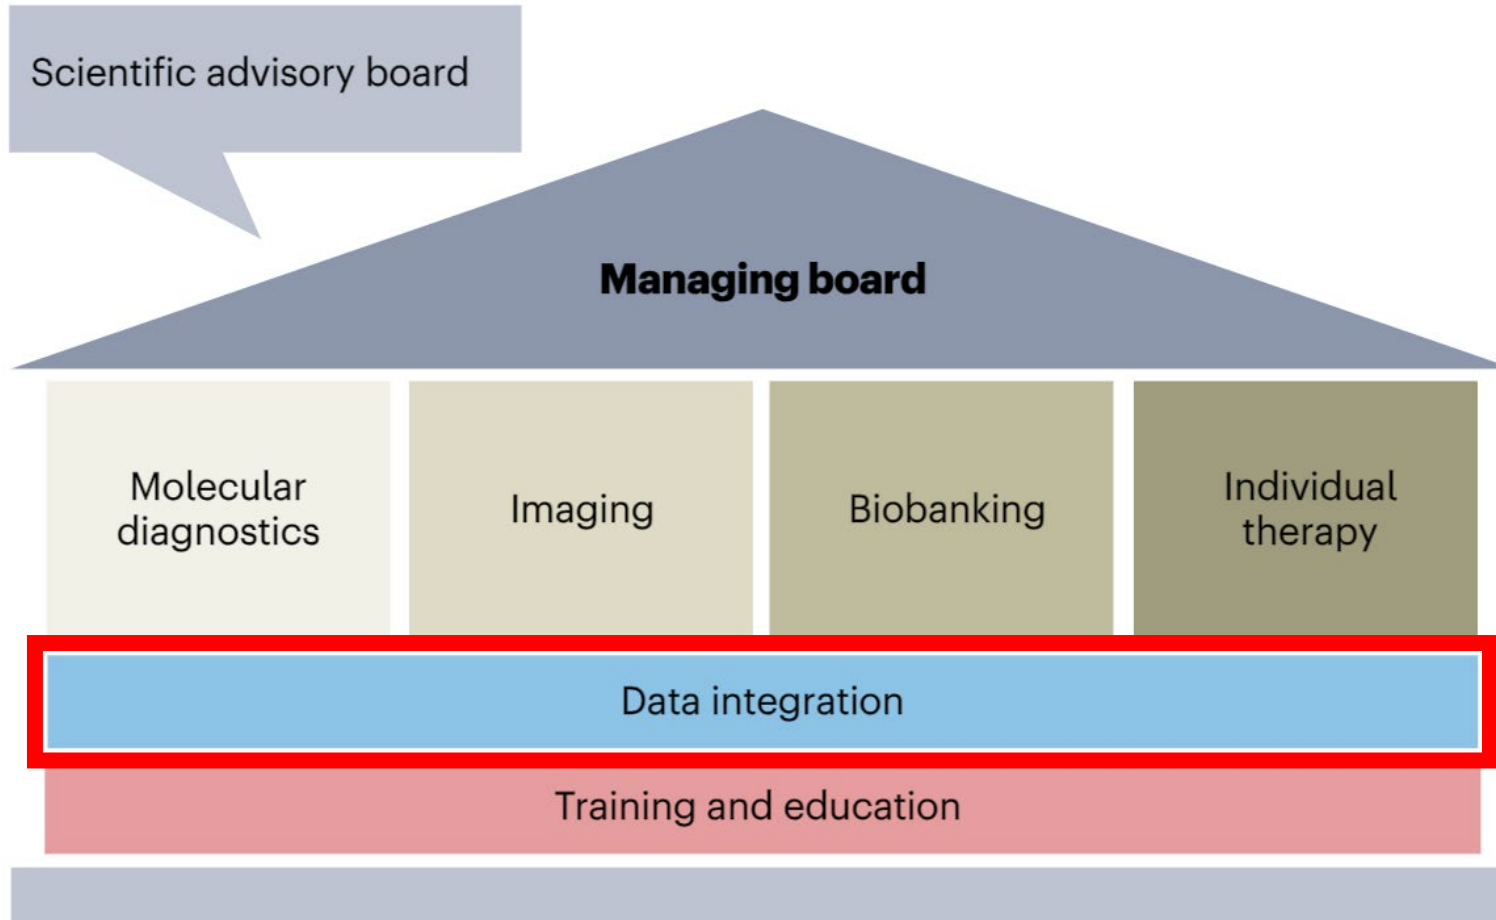 Scientific advisory board
Managing board
Molecular
diagnostics
Imaging
Biobanking
Individual
therapy
Data integration
Training and education